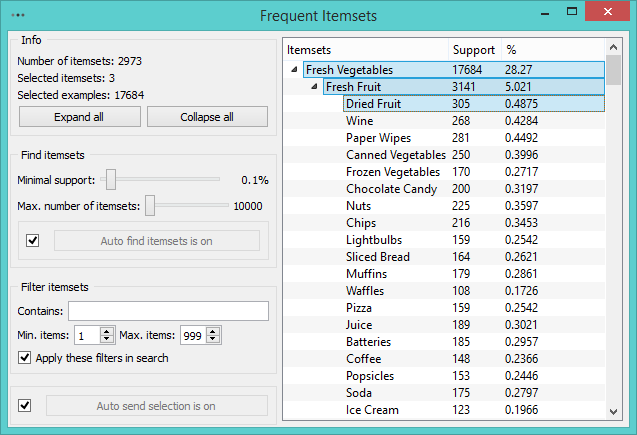 Frequent Itemsets
Info
Number of itemsets: 2973
Selected itemsets: 3
Selected examples: 17684
Expand all Collapse all
Find itemsets
Minimal support: 0.1%
Max. number of itemsets: 10000
Auto find itemsets is on
Filter itemsets
Contains:
Min. items: 1 Max. items: 999
Apply these filters in search
Auto send selection is on
Itemsets Support %
Fresh Vegetables 17684 28.27
Fresh Fruit 3141 5.021
Dried Fruit 305 0.4875
Wine 268 0.4284
Paper Wipes 281 0.4492
Canned Vegetables 250 0.3996
Frozen Vegetables 170 0.2717
Chocolate Candy 200 0.3197
Nuts 225 0.3597
Chips 216 0.3453
Lightbulbs 159 0.2542
Sliced Bread 164 0.2621
Muffins 179 0.2861
Waffles 108 0.1726
Pizza 159 0.2542
Juice 189 0.3021
Batteries 185 0.2957
Coffee 148 0.2366
Popsicles 153 0.2446
Soda 175 0.2797
Ice Cream 123 0.1966